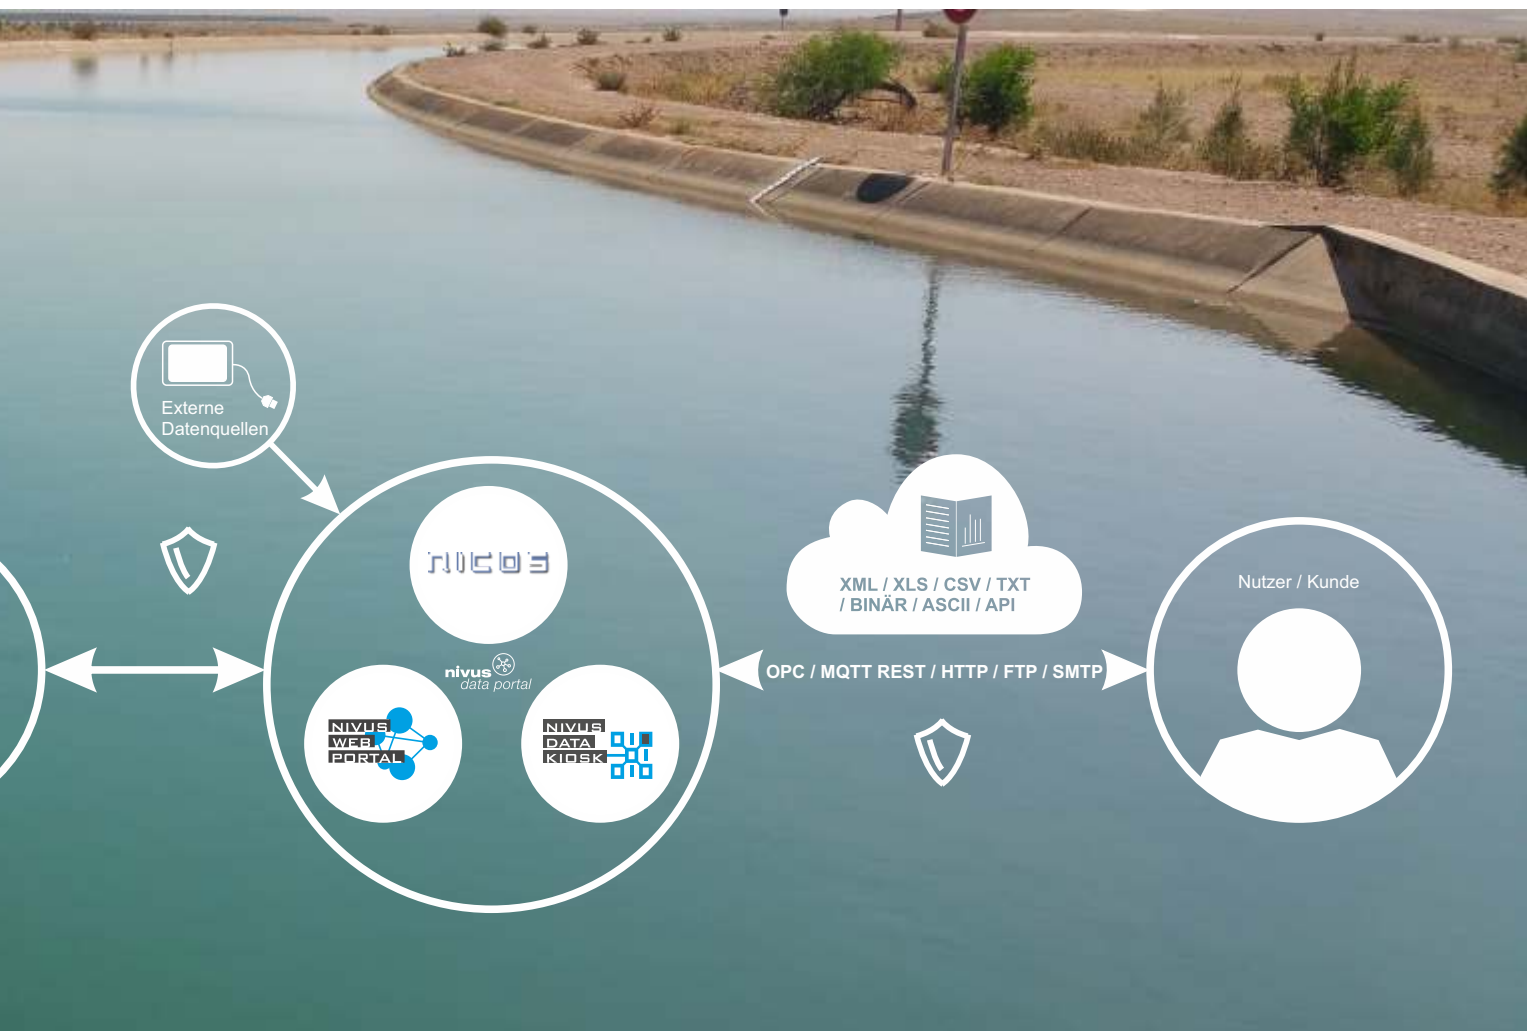 Externe
Datenquellen
NICOS
nivus
data portal
NIVUS
WEB
PORTAL
NIVUS
DATA
KIOSK
XML / XLS / CSV / TXT
/ BINÄR / ASCII / API
OPC / MQTT REST / HTTP / FTP / SMTP
Nutzer / Kunde